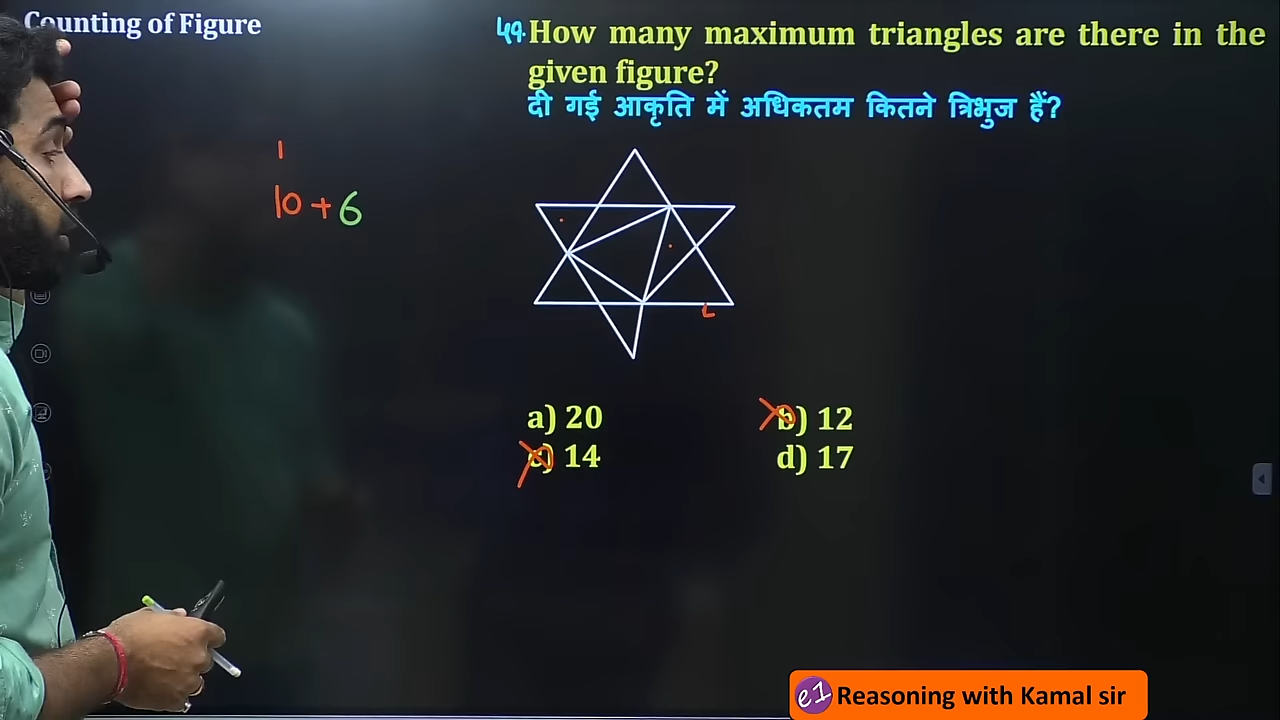 Counting of Figure
49. How many maximum triangles are there in the
given figure?
दी गई आकृति में अधिकतम कितने त्रिभुज हैं?
1
10 + 6
a) 20
b) 12
c) 14
d) 17
e1 Reasoning with Kamal sir